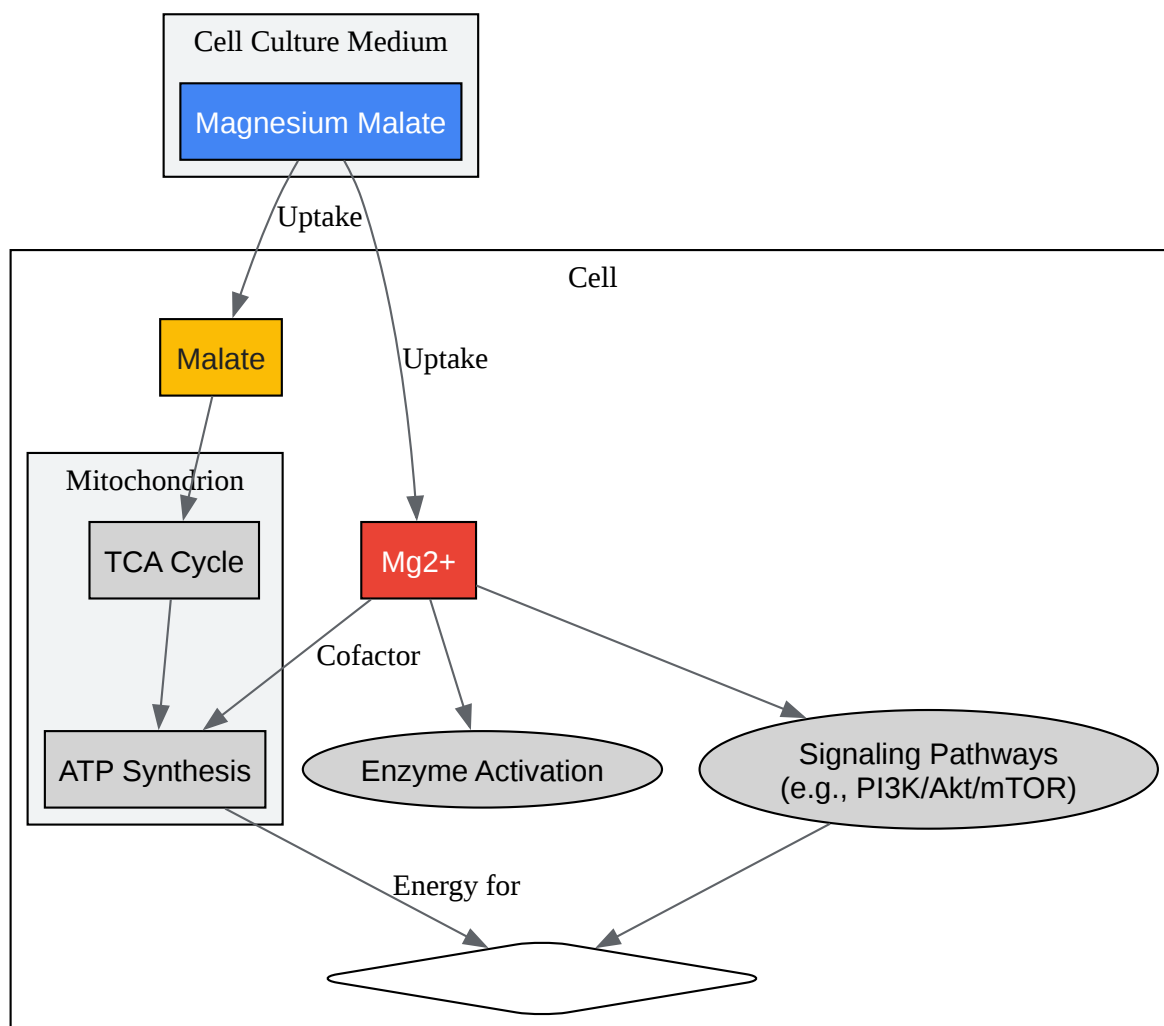 Cell Culture Medium
Magnesium Malate
Uptake
Cell
Malate
Uptake
Mitochondrion
TCA Cycle
Mg2+
Cofactor
ATP Synthesis
Enzyme Activation
Signaling Pathways
(e.g., PI3K/Akt/mTOR)
Energy for